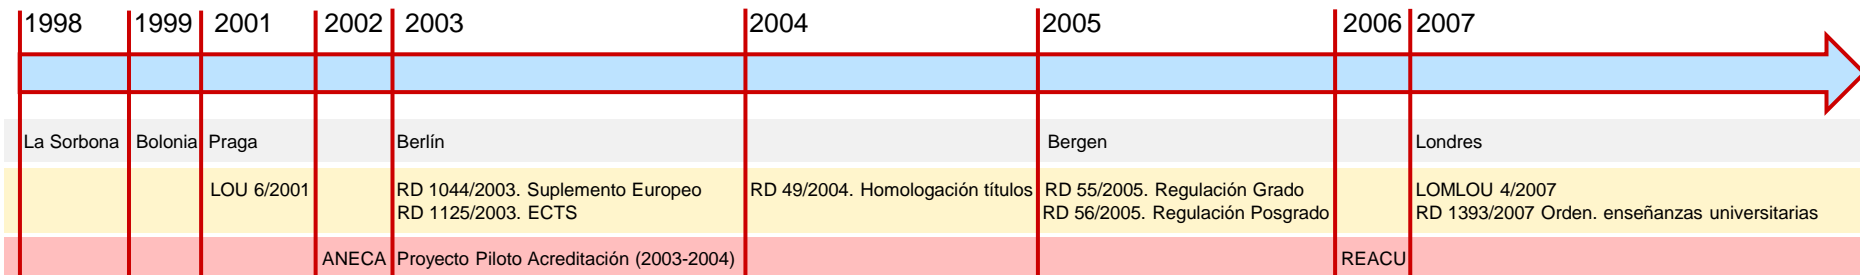 1998 1999 2001 2002 2003 2004 2005 2006 2007
La Sorbona Bolonia Praga Berlín Bergen Londres
LOU 6/2001 RD 1044/2003. Suplemento Europeo RD 49/2004. Homologación títulos RD 55/2005. Regulación Grado LOMLOU 4/2007
RD 1125/2003. ECTS RD 56/2005. Regulación Posgrado RD 1393/2007 Orden. enseñanzas universitarias
ANECA Proyecto Piloto Acreditación (2003-2004) REACU